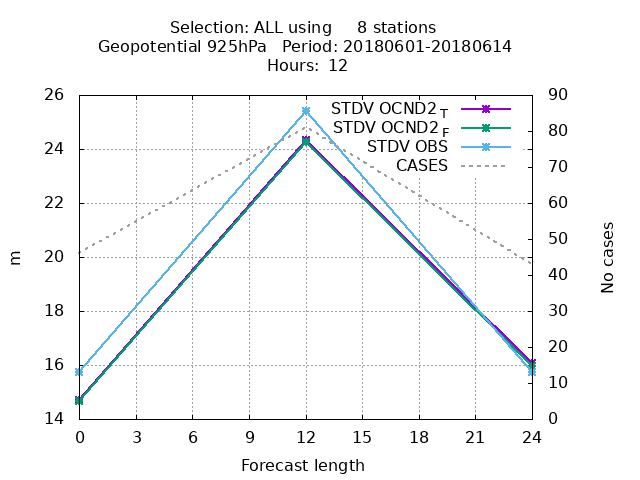 Selection: ALL using     8 stations
Geopotential 925hPa   Period: 20180601-20180614
Hours: 12
STDV OCND2 T
STDV OCND2 F
STDV OBS
CASES
26
24
22
20
18
16
14
90
80
70
60
50
40
30
20
10
0
m
No cases
0 3 6 9 12 15 18 21 24
Forecast length